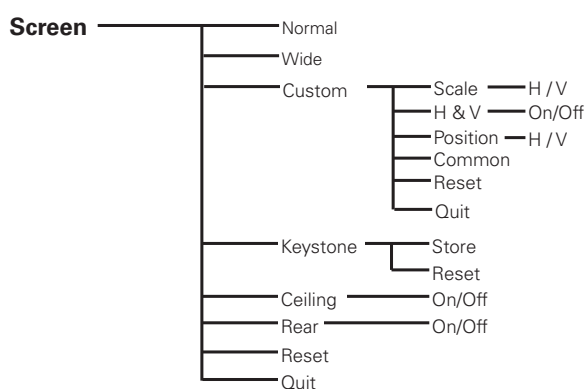 Screen Normal
Wide
Custom Scale H / V
H & V On/Off
Position H / V
Common
Reset
Quit
Keystone Store
Reset
Ceiling On/Off
Rear On/Off
Reset
Quit